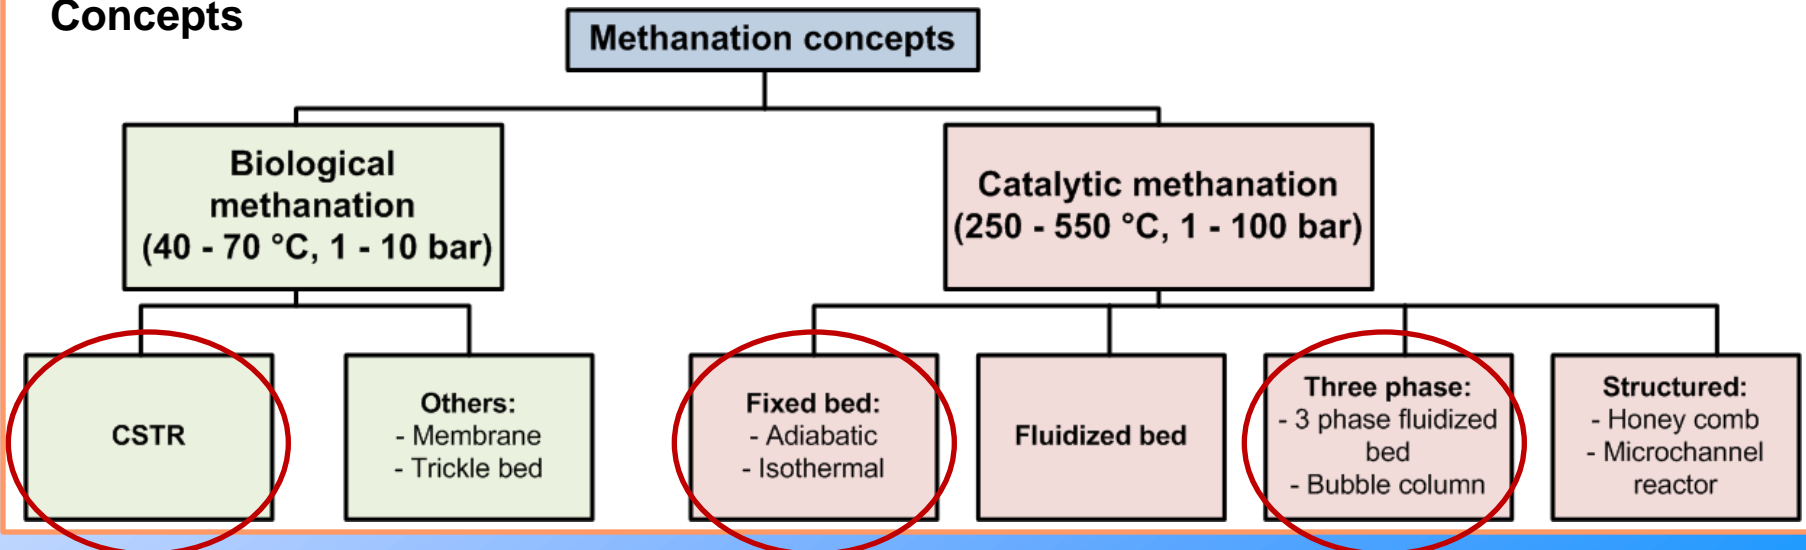 Concepts
Methanation concepts
Biological
methanation
(40 - 70 °C, 1 - 10 bar)
Catalytic methanation
(250 - 550 °C, 1 - 100 bar)
CSTR
Others:
- Membrane
- Trickle bed
Fixed bed:
- Adiabatic
- Isothermal
Fluidized bed
Three phase:
- 3 phase fluidized
bed
- Bubble column
Structured:
- Honey comb
- Microchannel
reactor